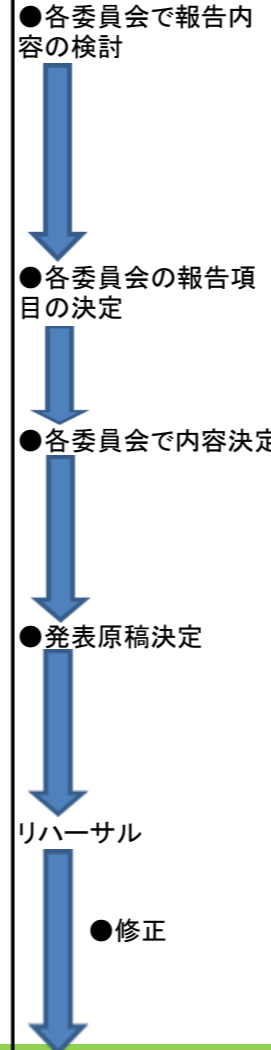 ●各委員会で報告内
容の検討
●各委員会の報告項
目の決定
●各委員会で内容決定
●発表原稿決定
リハーサル
●修正